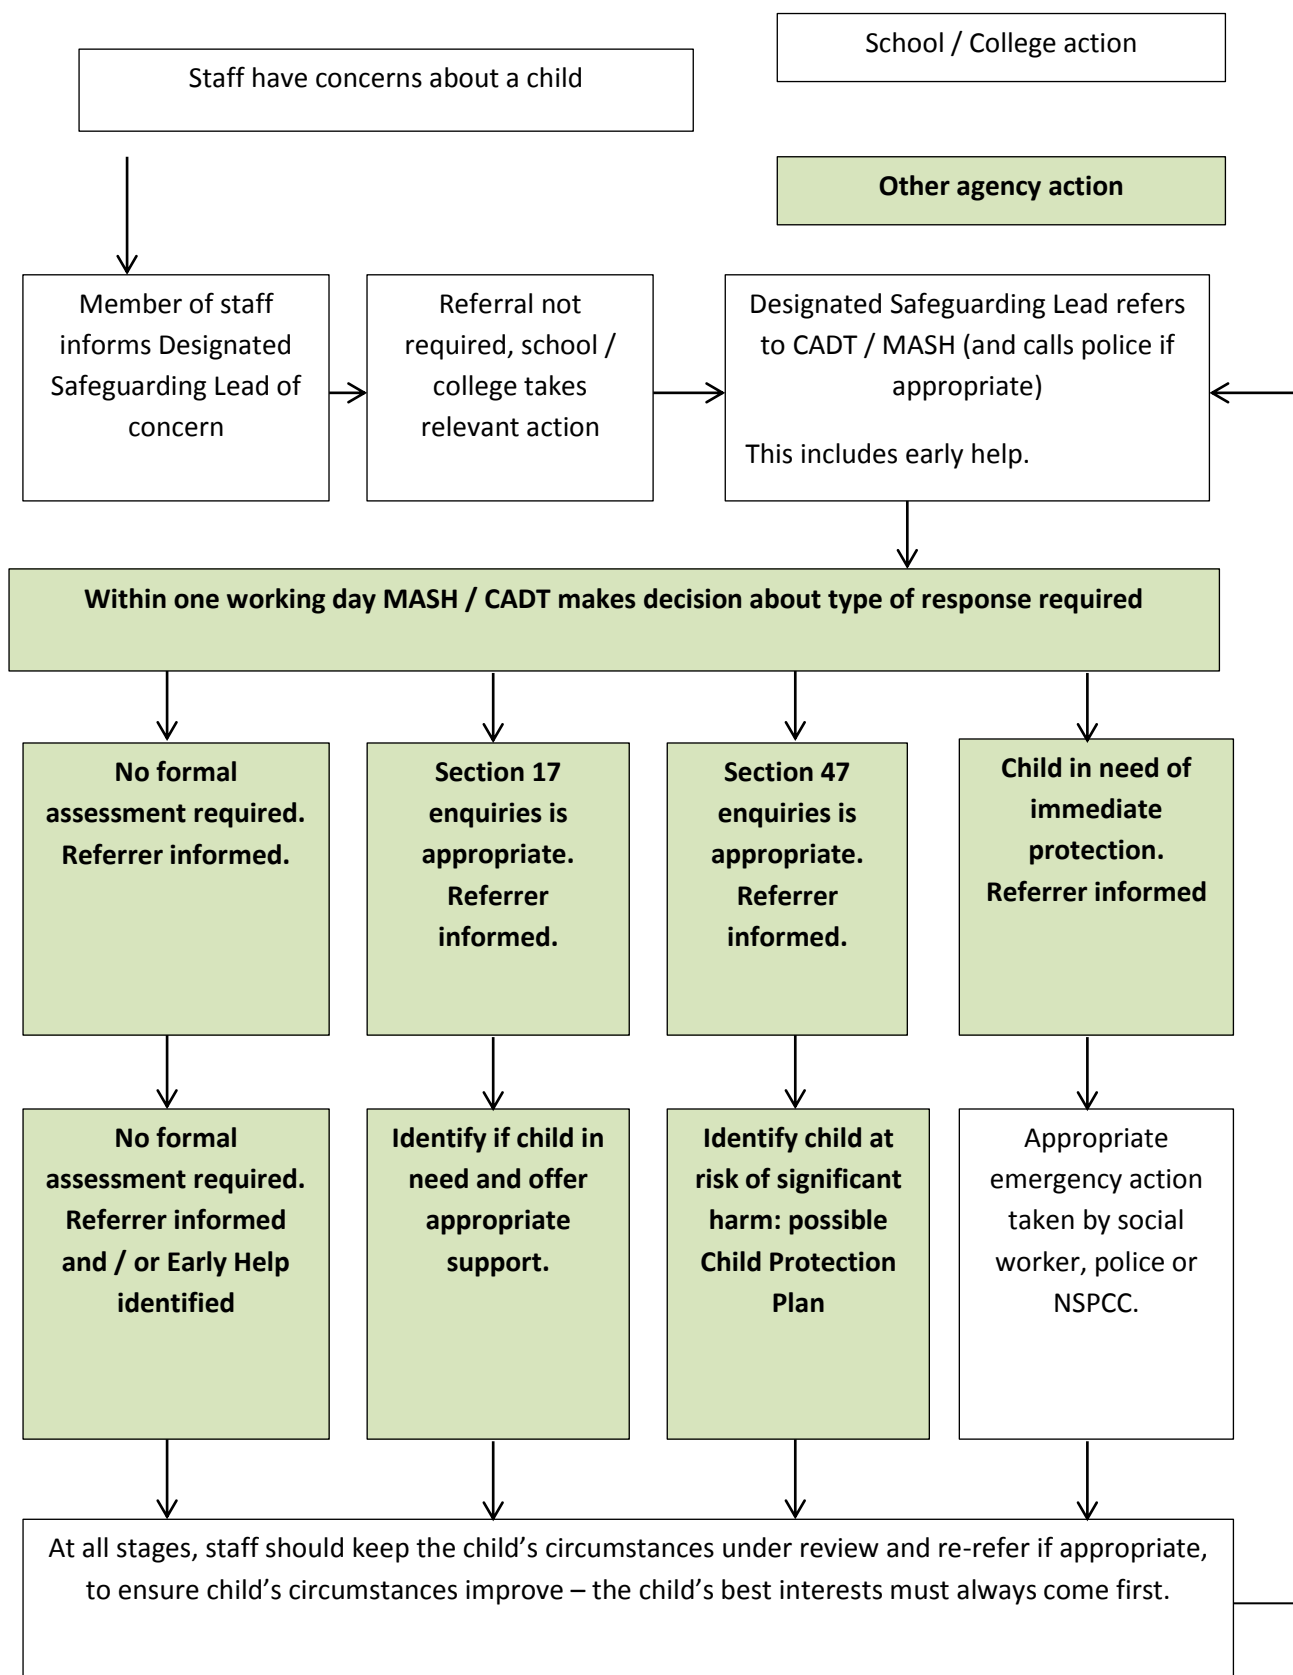 School / College action
Staff have concerns about a child
Other agency action
Member of staff
informs Designated
Safeguarding Lead of
concern
Referral not
required, school /
college takes
relevant action
Designated Safeguarding Lead refers
to CADT / MASH (and calls police if
appropriate)
This includes early help.
Within one working day MASH / CADT makes decision about type of response required
No formal
assessment required.
Referrer informed.
Section 17
enquiries is
appropriate.
Referrer
informed.
Section 47
enquiries is
appropriate.
Referrer
informed.
Child in need of
immediate
protection.
Referrer informed
No formal
assessment required.
Referrer informed
and / or Early Help
identified
Identify if child in
need and offer
appropriate
support.
Identify child at
risk of significant
harm: possible
Child Protection
Plan
Appropriate
emergency action
taken by social
worker, police or
NSPCC.
At all stages, staff should keep the child’s circumstances under review and re-refer if appropriate,
to ensure child’s circumstances improve – the child’s best interests must always come first.